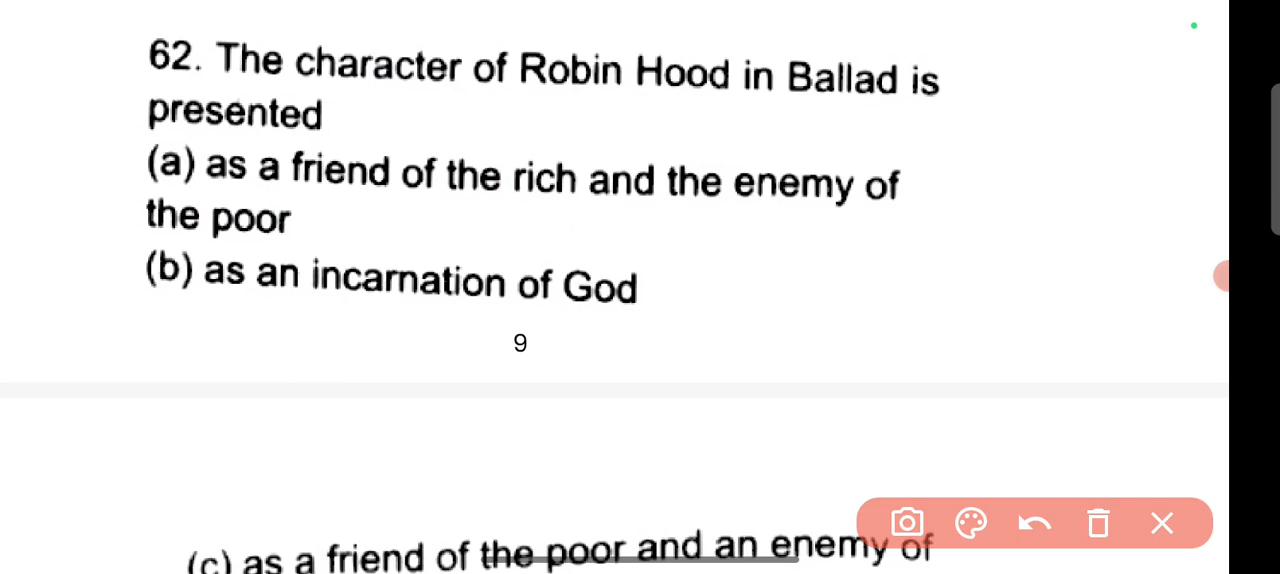 62. The character of Robin Hood in Ballad is
presented
(a) as a friend of the rich and the enemy of
the poor
(b) as an incarnation of God
9
(c) as a friend of the poor and an enemy of